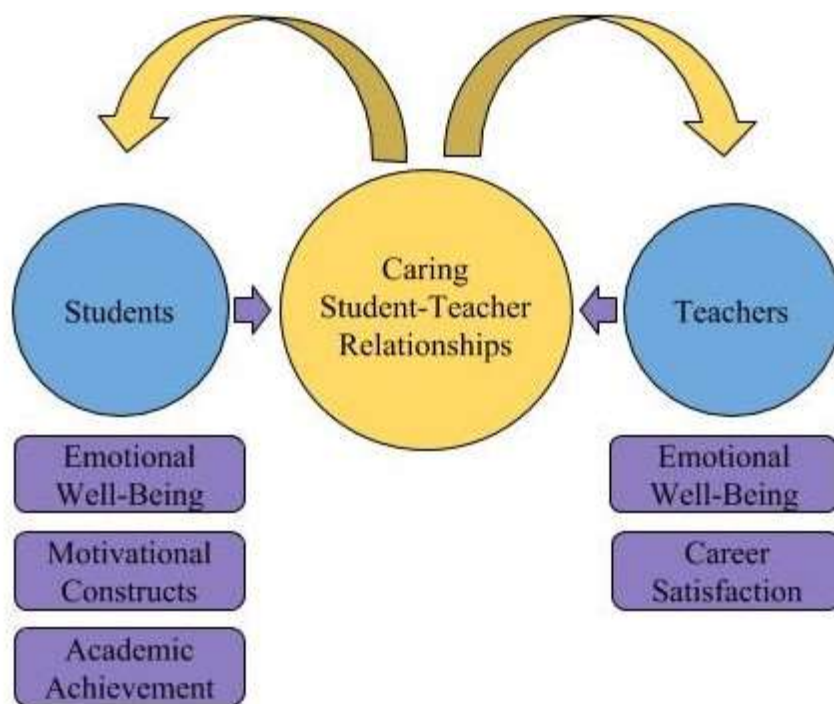 Caring
Student-Teacher
Relationships
Students
Teachers
Emotional
Well-Being
Motivational
Constructs
Academic
Achievement
Emotional
Well-Being
Career
Satisfaction